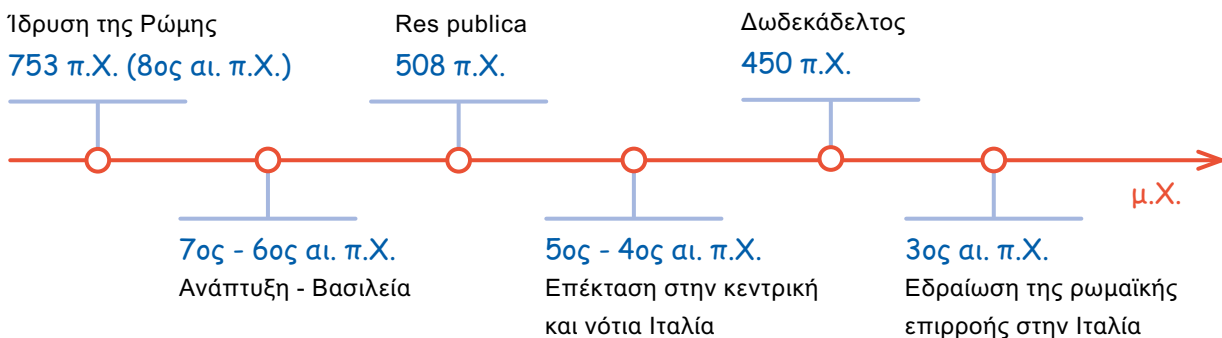 Ίδρυση της Ρώμης
753 π.Χ. (8ος αι. π.Χ.)
Res publica
508 π.Χ.
Δωδεκάδελτος
450 π.Χ.
μ.Χ.
7ος - 6ος αι. π.Χ.
Ανάπτυξη - Βασιλεία
5ος - 4ος αι. π.Χ.
Επέκταση στην κεντρική
και νότια Ιταλία
3ος αι. π.Χ.
Εδραίωση της ρωμαϊκής
επιρροής στην Ιταλία